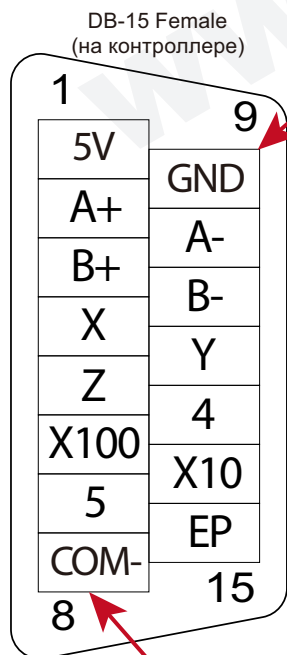 DB-15 Female
(на контроллере)
1
9
5V
GND
A+
A-
B+
B-
X
Y
Z
4
X100
X10
5
EP
COM-
15
8